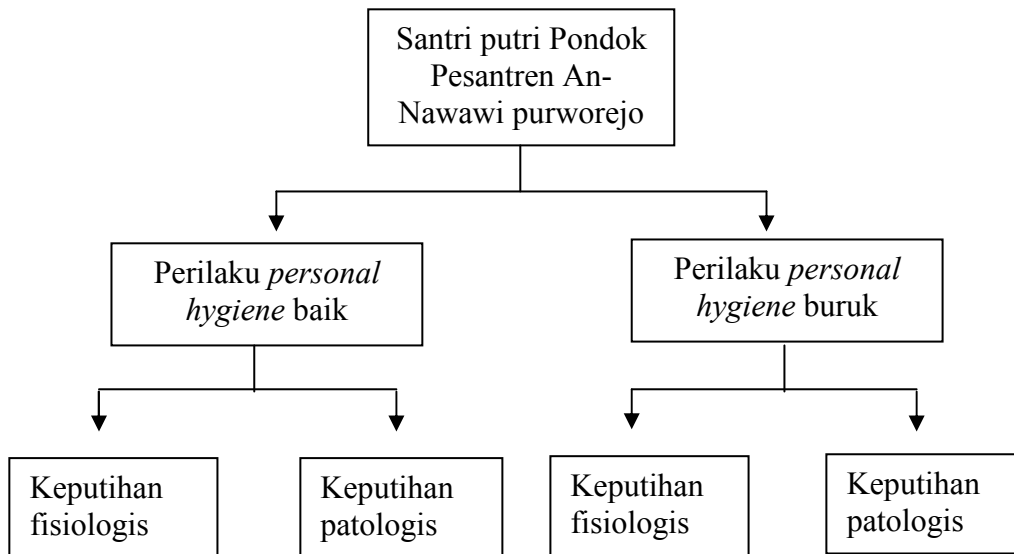 Santri putri Pondok
Pesantren An-
Nawawi purworejo
Perilaku personal
hygiene baik
Perilaku personal
hygiene buruk
Keputihan
fisiologis
Keputihan
patologis
Keputihan
fisiologis
Keputihan
patologis